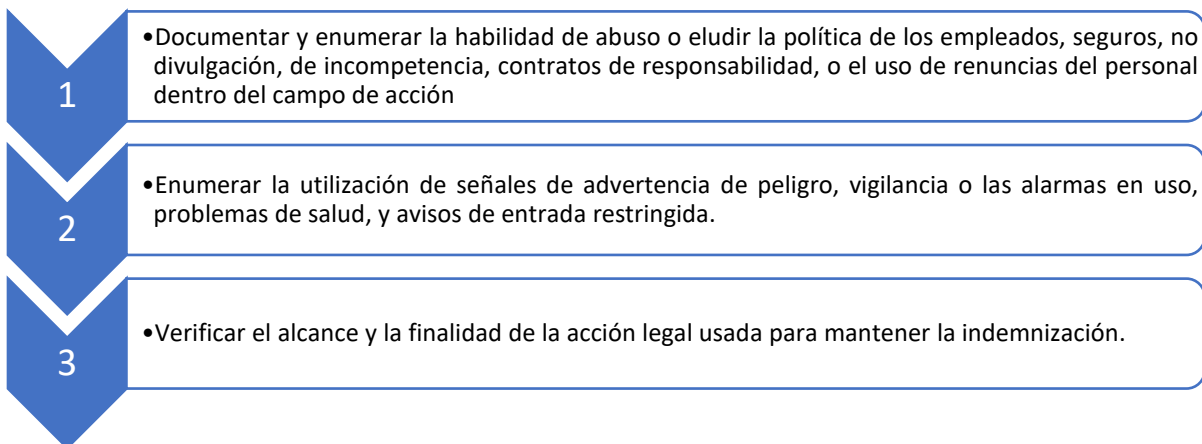 1
•Documentar y enumerar la habilidad de abuso o eludir la política de los empleados, seguros, no
divulgación, de incompetencia, contratos de responsabilidad, o el uso de renuncias del personal
dentro del campo de acción
2
•Enumerar la utilización de señales de advertencia de peligro, vigilancia o las alarmas en uso,
problemas de salud, y avisos de entrada restringida.
3
•Verificar el alcance y la finalidad de la acción legal usada para mantener la indemnización.